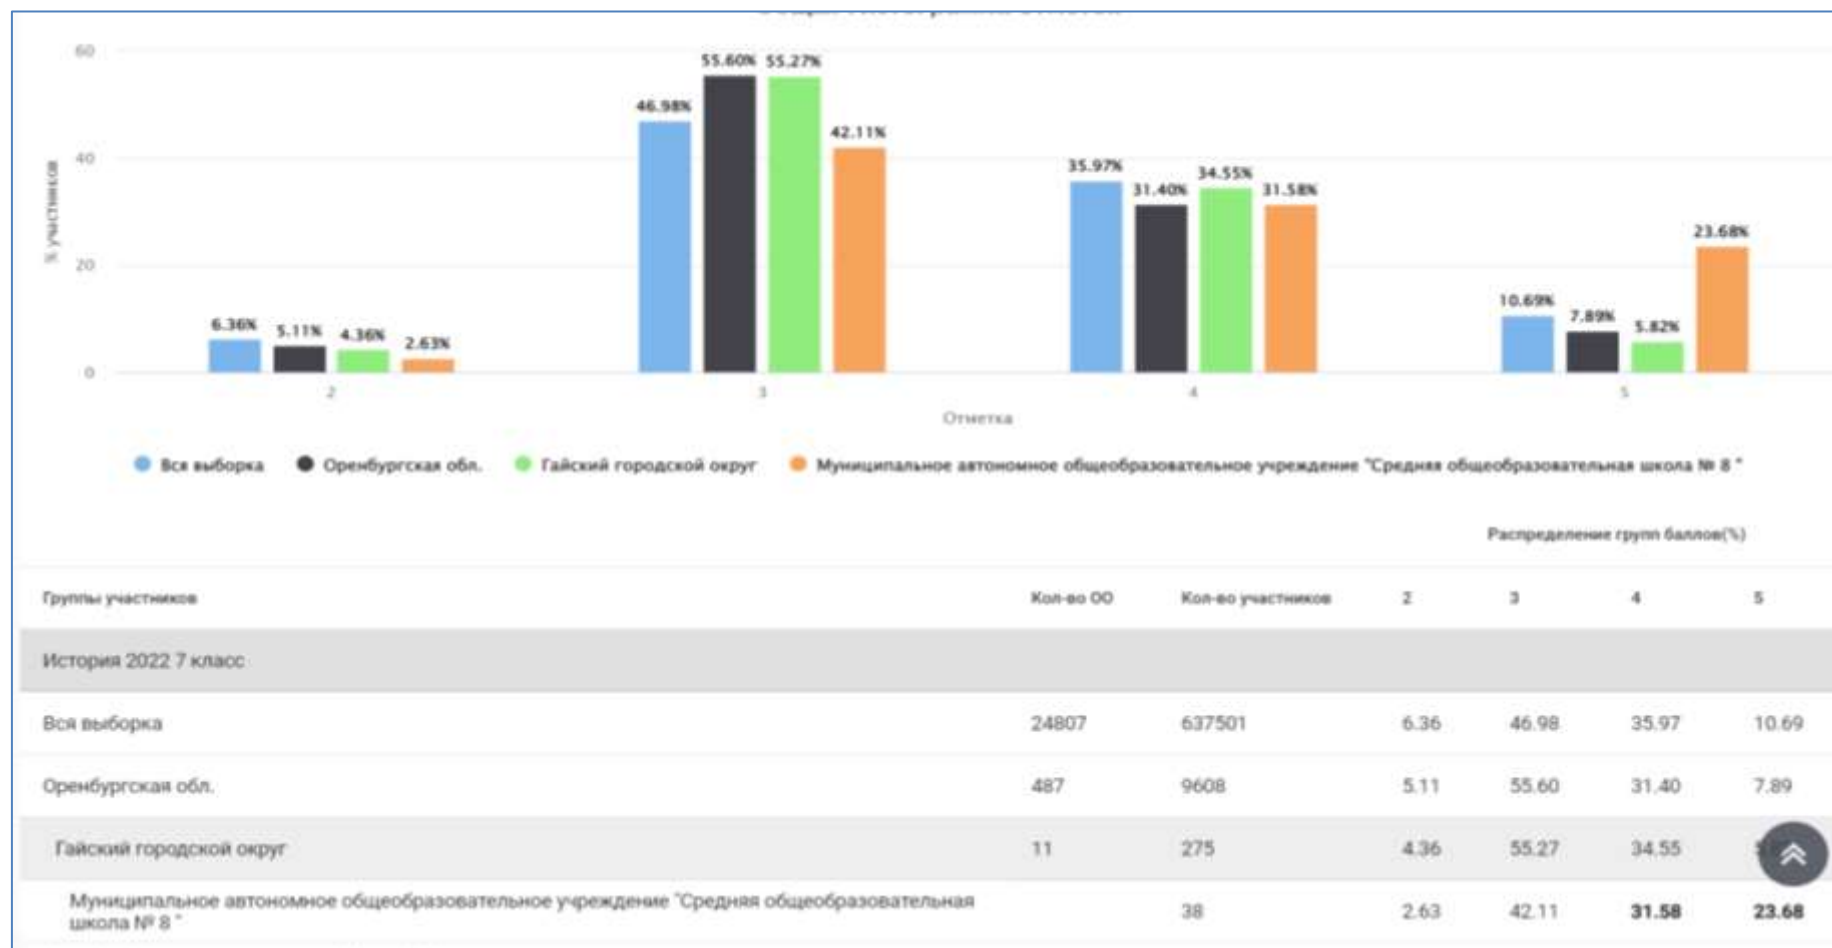 60
55.60% 55.27%
46.98%
42.11%
40
35.97%
34.55%
31.40%
31.58%
% участников
23.68%
20
10.69%
7.89%
5.82%
6.36%
5.11%
4.36%
2.63%
0
2
3
4
5
Отметка
Вся выборка
Оренбургская обл.
Гайский городской округ
Муниципальное автономное общеобразовательное учреждение "Средняя общеобразовательная школа № 8 "
Распределение групп баллов(%)
Группы участников Кол-во ОО Кол-во участников 2 3 4 5
История 2022 7 класс
Вся выборка 24807 637501 6.36 46.98 35.97 10.69
Оренбургская обл. 487 9608 5.11 55.60 31.40 7.89
Гайский городской округ 11 275 4.36 55.27 34.55
Муниципальное автономное общеобразовательное учреждение "Средняя общеобразовательная
школа № 8 "
38 2.63 42.11 31.58 23.68